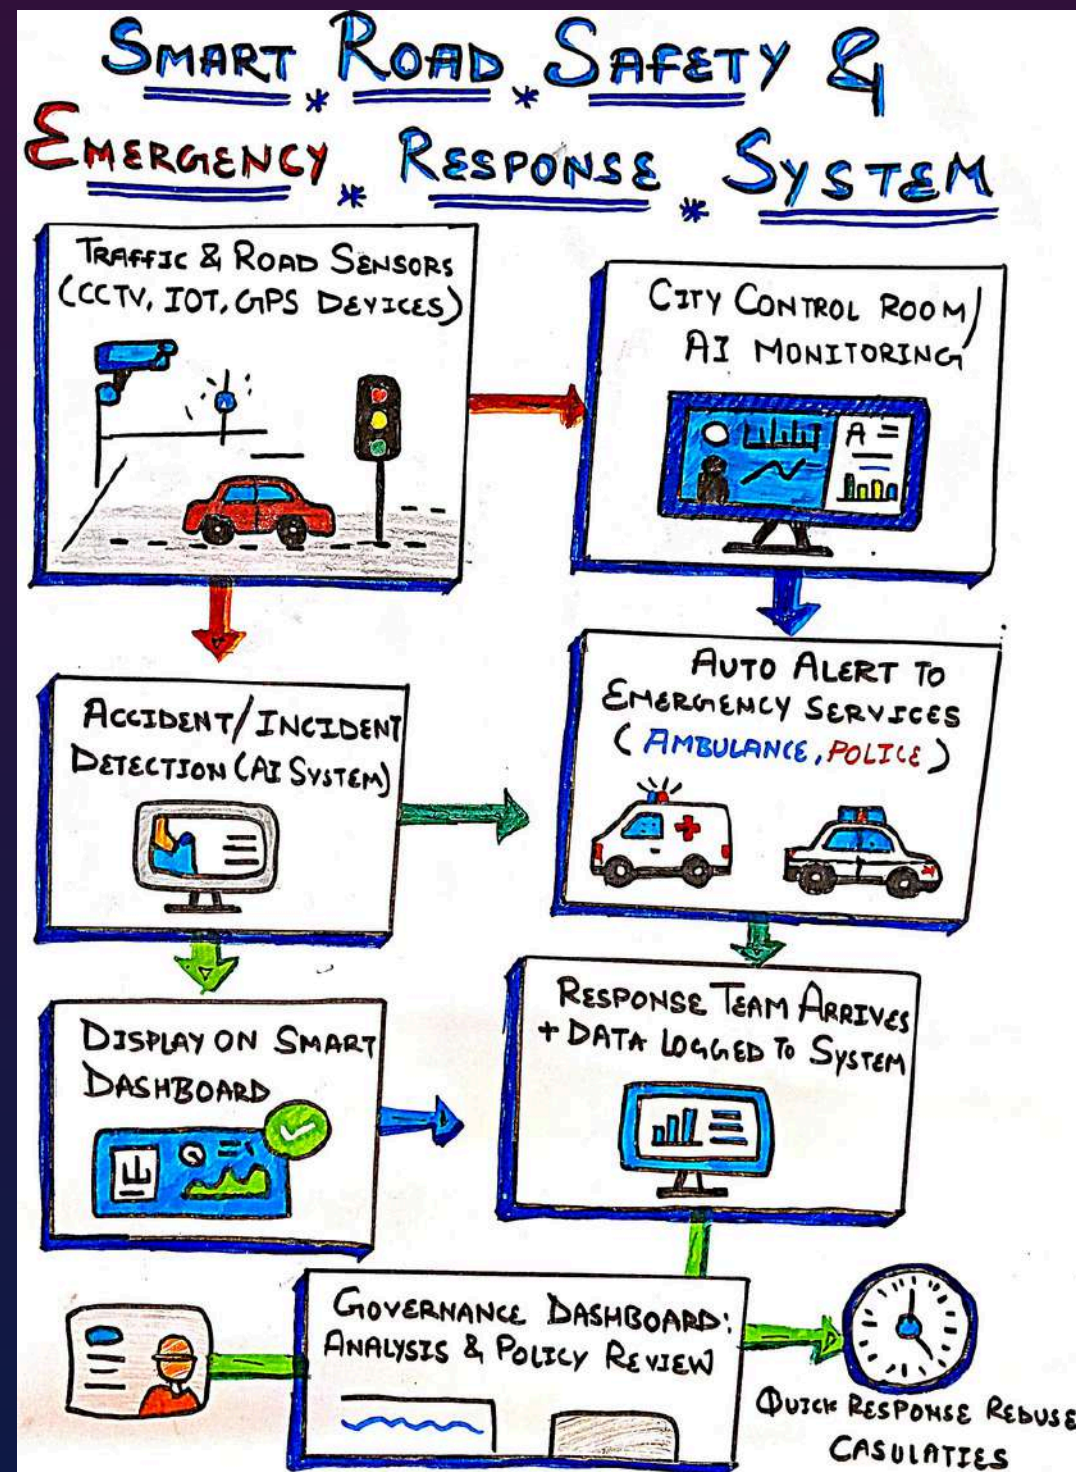 SMART ROAD SAFETY &
EMERGENCY RESPONSE SYSTEM
TRAFFIC & ROAD SENSORS
(CCTV, IOT, GPS DEVICES)
CITY CONTROL ROOM/
AI MONITORING
A
ACCIDENT/INCIDENT
DETECTION (AI SYSTEM)
AUTO ALERT TO
EMERGENCY SERVICES
(AMBULANCE, POLICE)
DISPLAY ON SMART
DASHBOARD
RESPONSE TEAM ARRIVES
+ DATA LOGGED TO SYSTEM
GOVERNANCE DASHBOARD:
ANALYSIS & POLICY REVIEW
QUICK RESPONSE REDUSE
CASULATIES